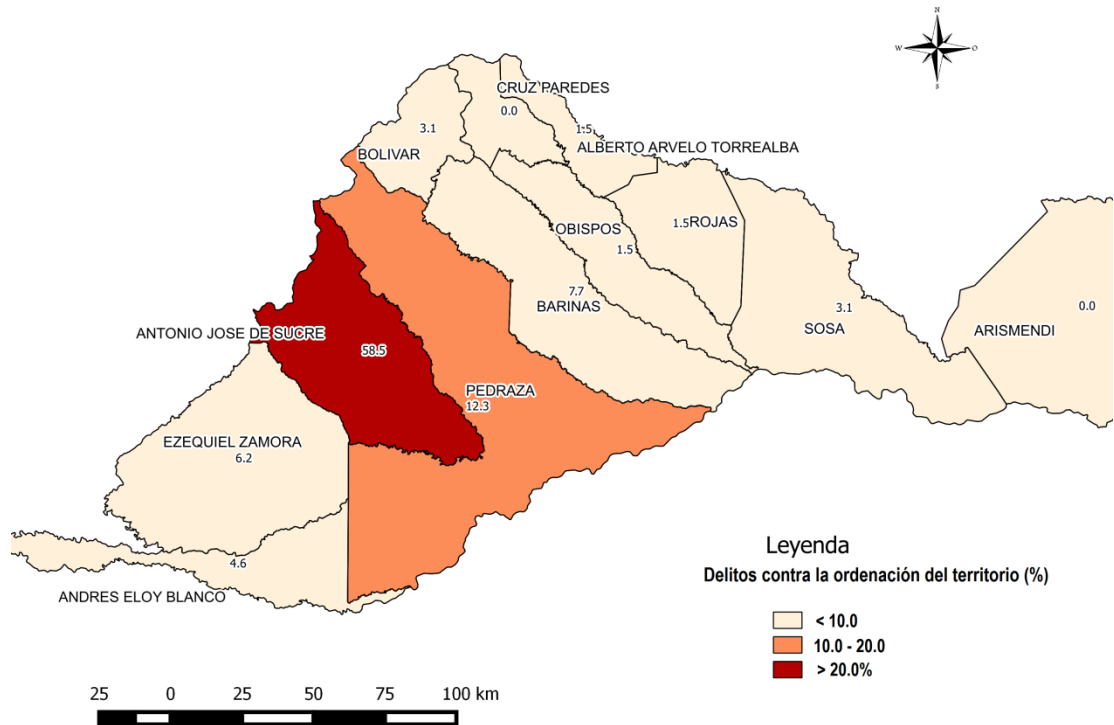 N
W
O
S
CRUZ PAREDES
0.0
3.1
1.5
ALBERTO ARVELO TORREALBA
BOLIVAR
1.5 ROJAS
OBISPOS
1.5
7.7
BARINAS
3.1
SOSA
0.0
ARISMENDI
ANTONIO JOSE DE SUCRE
58.5
PEDRAZA
12.3
EZEQUIEL ZAMORA
6.2
4.6
ANDRES ELOY BLANCO
Leyenda
Delitos contra la ordenación del territorio (%)
< 10.0
10.0 - 20.0
> 20.0%
25 0 25 50 75 100 km